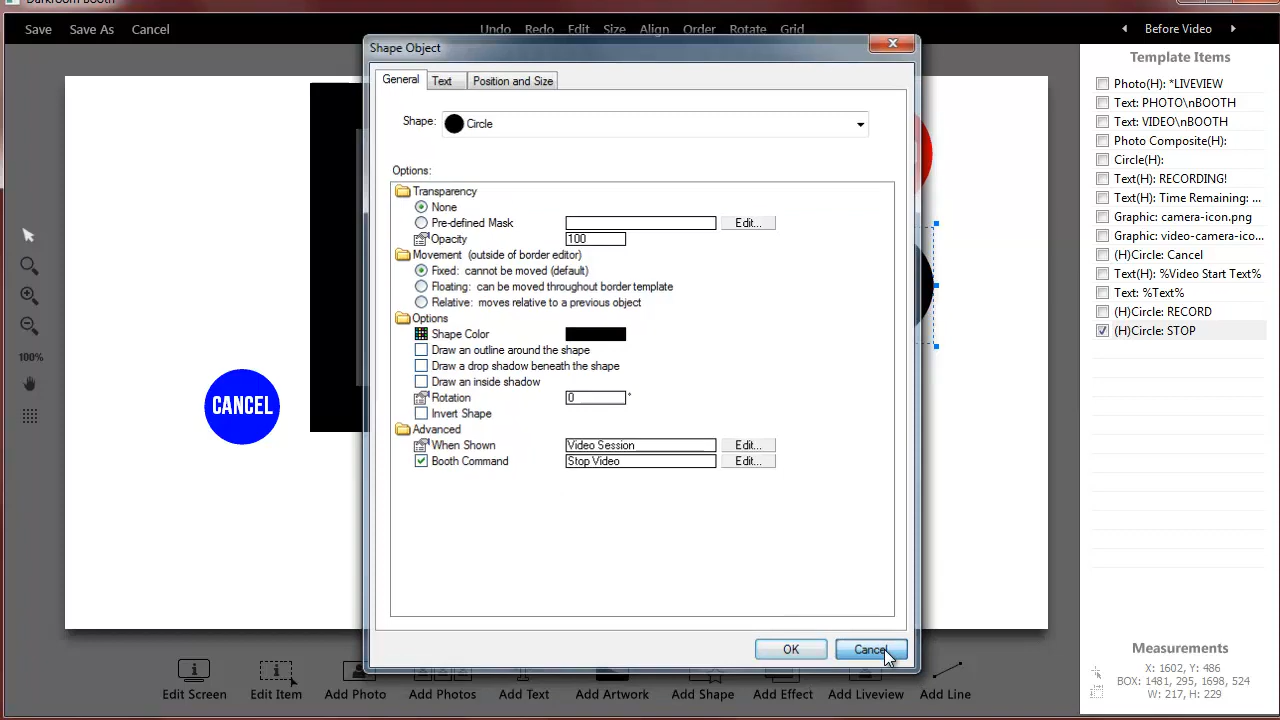 Darkroom Booth
Save Save As Cancel Undo Redo Edit Size Align Order Rotate Grid Before Video
Shape Object
General Text Position and Size
Shape: Circle
Options:
Transparency
None
Pre-defined Mask Edit...
Opacity 100
Movement (outside of border editor)
Fixed: cannot be moved (default)
Floating: can be moved throughout border template
Relative: moves relative to a previous object
Options
Shape Color
Draw an outline around the shape
Draw a drop shadow beneath the shape
Draw an inside shadow
Rotation 0 °
Invert Shape
Advanced
When Shown Video Session Edit...
Booth Command Stop Video Edit...
OK Cancel
100%
CANCEL
Template Items
Photo(H): *LIVEVIEW
Text: PHOTO\nBOOTH
Text: VIDEO\nBOOTH
Photo Composite(H):
Circle(H):
Text(H): RECORDING!
Text(H): Time Remaining: ...
Graphic: camera-icon.png
Graphic: video-camera-ico...
(H)Circle: Cancel
Text(H): %Video Start Text%
Text: %Text%
(H)Circle: RECORD
(H)Circle: STOP
Measurements
X: 1602, Y: 486
BOX: 1481, 295, 1698, 524
W: 217, H: 229
Edit Screen Edit Item Add Photo Add Photos Add Text Add Artwork Add Shape Add Effect Add Liveview Add Line